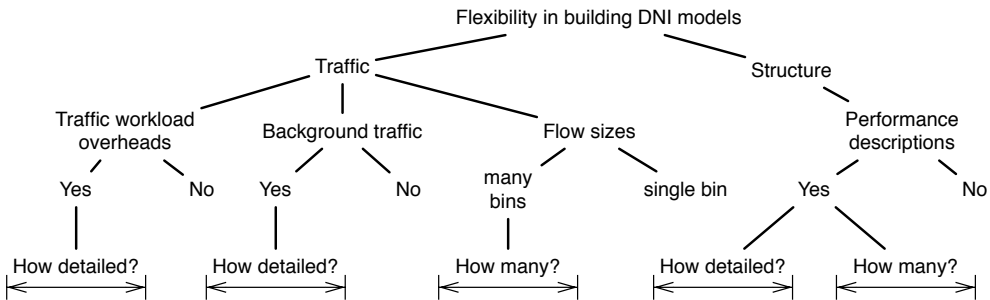 Flexibility in building DNI models
Traffic
Structure
Traffic workload
overheads
Background traffic
Flow sizes
Performance
descriptions
Yes
No
Yes
No
many
bins
single bin
Yes
No
How detailed?
How detailed?
How many?
How detailed?
How many?